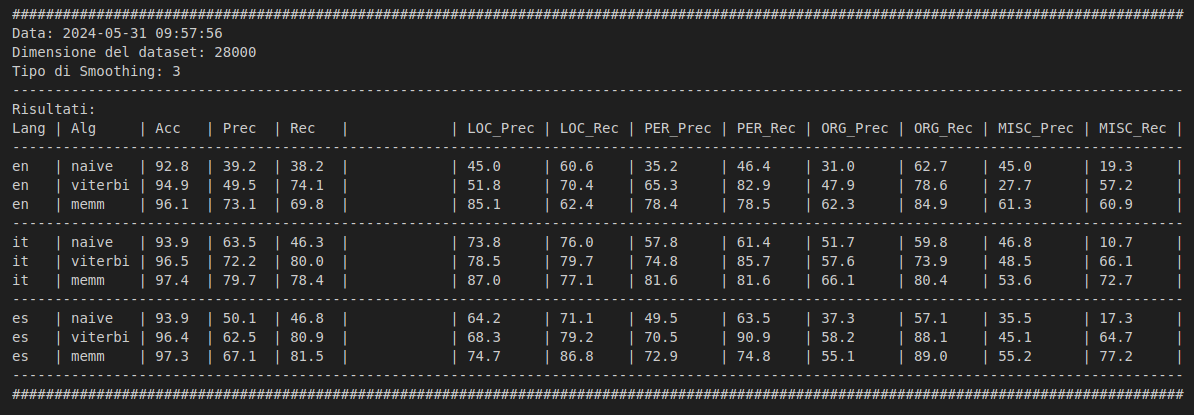 ###########################################################################################################################################
Data: 2024-05-31 09:57:56
Dimensione del dataset: 28000
Tipo di Smoothing: 3
-------------------------------------------------------------------------------------------------------------------------------------------
Risultati:
Lang | Alg     | Acc   | Prec  | Rec   |            | LOC_Prec | LOC_Rec | PER_Prec | PER_Rec | ORG_Prec | ORG_Rec | MISC_Prec | MISC_Rec |
-------------------------------------------------------------------------------------------------------------------------------------------
en   | naive   | 92.8  | 39.2  | 38.2  |            | 45.0     | 60.6    | 35.2     | 46.4    | 31.0     | 62.7    | 45.0      | 19.3     |
en   | viterbi | 94.9  | 49.5  | 74.1  |            | 51.8     | 70.4    | 65.3     | 82.9    | 47.9     | 78.6    | 27.7      | 57.2     |
en   | memm    | 96.1  | 73.1  | 69.8  |            | 85.1     | 62.4    | 78.4     | 78.5    | 62.3     | 84.9    | 61.3      | 60.9     |
-------------------------------------------------------------------------------------------------------------------------------------------
it   | naive   | 93.9  | 63.5  | 46.3  |            | 73.8     | 76.0    | 57.8     | 61.4    | 51.7     | 59.8    | 46.8      | 10.7     |
it   | viterbi | 96.5  | 72.2  | 80.0  |            | 78.5     | 79.7    | 74.8     | 85.7    | 57.6     | 73.9    | 48.5      | 66.1     |
it   | memm    | 97.4  | 79.7  | 78.4  |            | 87.0     | 77.1    | 81.6     | 81.6    | 66.1     | 80.4    | 53.6      | 72.7     |
-------------------------------------------------------------------------------------------------------------------------------------------
es   | naive   | 93.9  | 50.1  | 46.8  |            | 64.2     | 71.1    | 49.5     | 63.5    | 37.3     | 57.1    | 35.5      | 17.3     |
es   | viterbi | 96.4  | 62.5  | 80.9  |            | 68.3     | 79.2    | 70.5     | 90.9    | 58.2     | 88.1    | 45.1      | 64.7     |
es   | memm    | 97.3  | 67.1  | 81.5  |            | 74.7     | 86.8    | 72.9     | 74.8    | 55.1     | 89.0    | 55.2      | 77.2     |
-------------------------------------------------------------------------------------------------------------------------------------------
###########################################################################################################################################